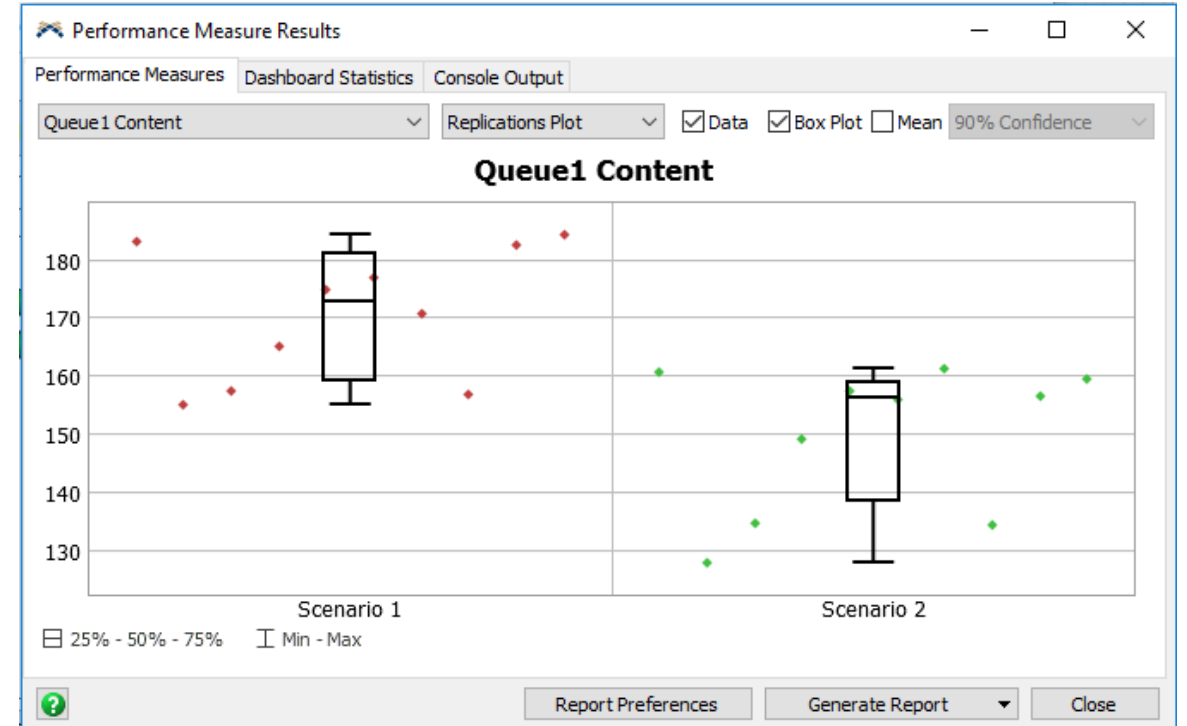 Performance Measure Results
Performance Measures Dashboard Statistics Console Output
Queue1 Content Replications Plot Data Box Plot Mean 90% Confidence
Queue1 Content
180
170
160
150
140
130
Scenario 1 Scenario 2
25% - 50% - 75% Min - Max
? Report Preferences Generate Report Close